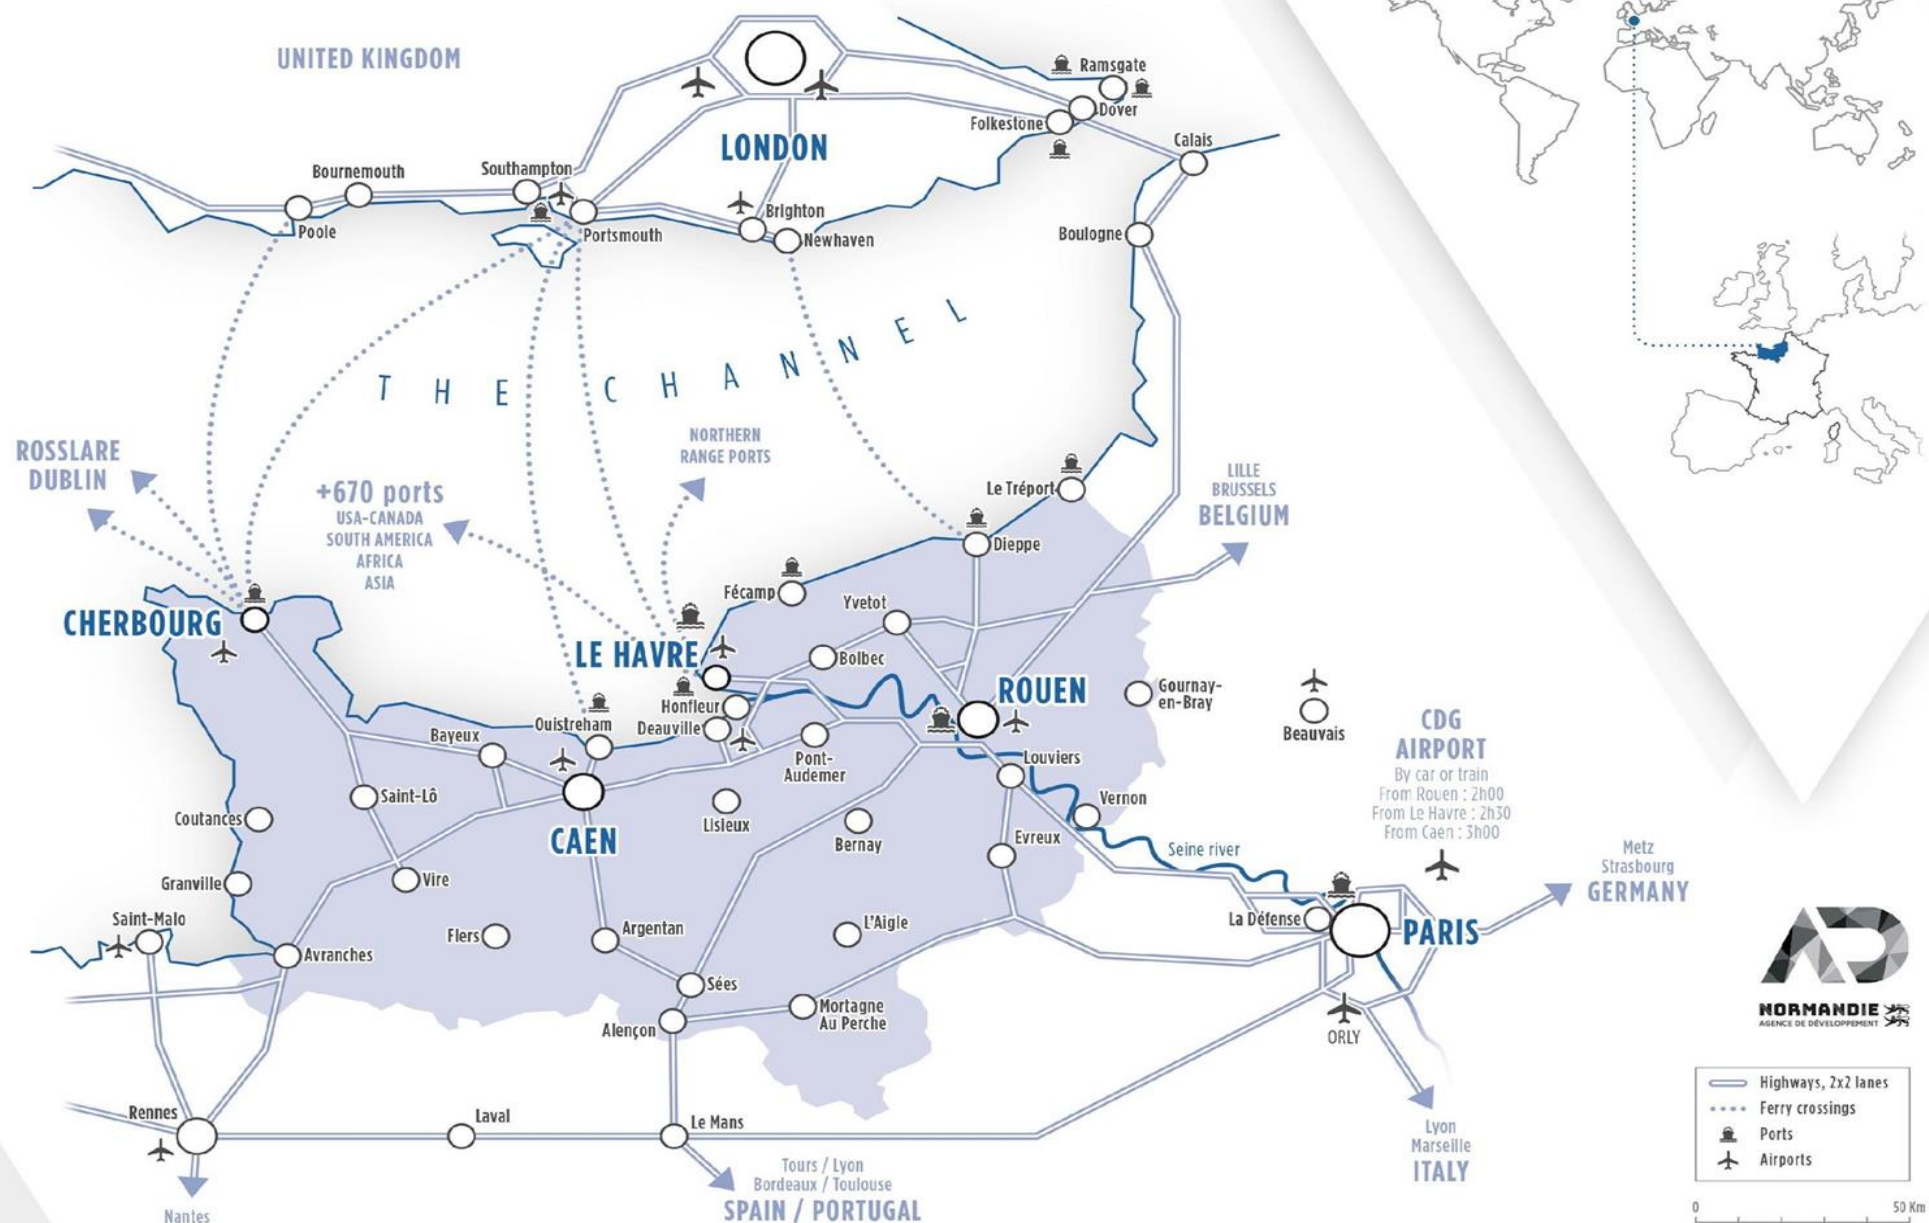 UNITED KINGDOM
LONDON
Ramsgate
Dover
Folkestone
Calais
Bournemouth
Southampton
Poole
Portsmouth
Brighton
Newhaven
Boulogne
THE CHANNEL
ROSSLARE
DUBLIN
+670 ports
USA-CANADA
SOUTH AMERICA
AFRICA
ASIA
NORTHERN
RANGE PORTS
Le Tréport
LILLE
BRUSSELS
BELGIUM
Dieppe
Fécamp
Yvetot
CHERBOURG
LE HAVRE
Bolbec
ROUEN
Gournay-
en-Bray
Honfleur
Deauville
Ouistreham
Bayeux
Pont-
Audemer
Louviers
Beauvais
CDG
AIRPORT
By car or train
From Rouen : 2h00
From Le Havre : 2h30
From Caen : 3h00
Saint-Lô
Coutances
CAEN
Lisieux
Bernay
Vernon
Evreux
Seine river
Granville
Vire
Metz
Strasbourg
GERMANY
Saint-Malo
Avranches
Flers
Argentan
L'Aigle
La Défense
PARIS
Sées
Alençon
Mortagne
Au Perche
ORLY
AD
NORMANDIE
AGENCE DE DÉVELOPPEMENT
Rennes
Laval
Le Mans
Nantes
Tours / Lyon
Bordeaux / Toulouse
SPAIN / PORTUGAL
Lyon
Marseille
ITALY
Highways, 2x2 lanes
Ferry crossings
Ports
Airports
0
50 Km